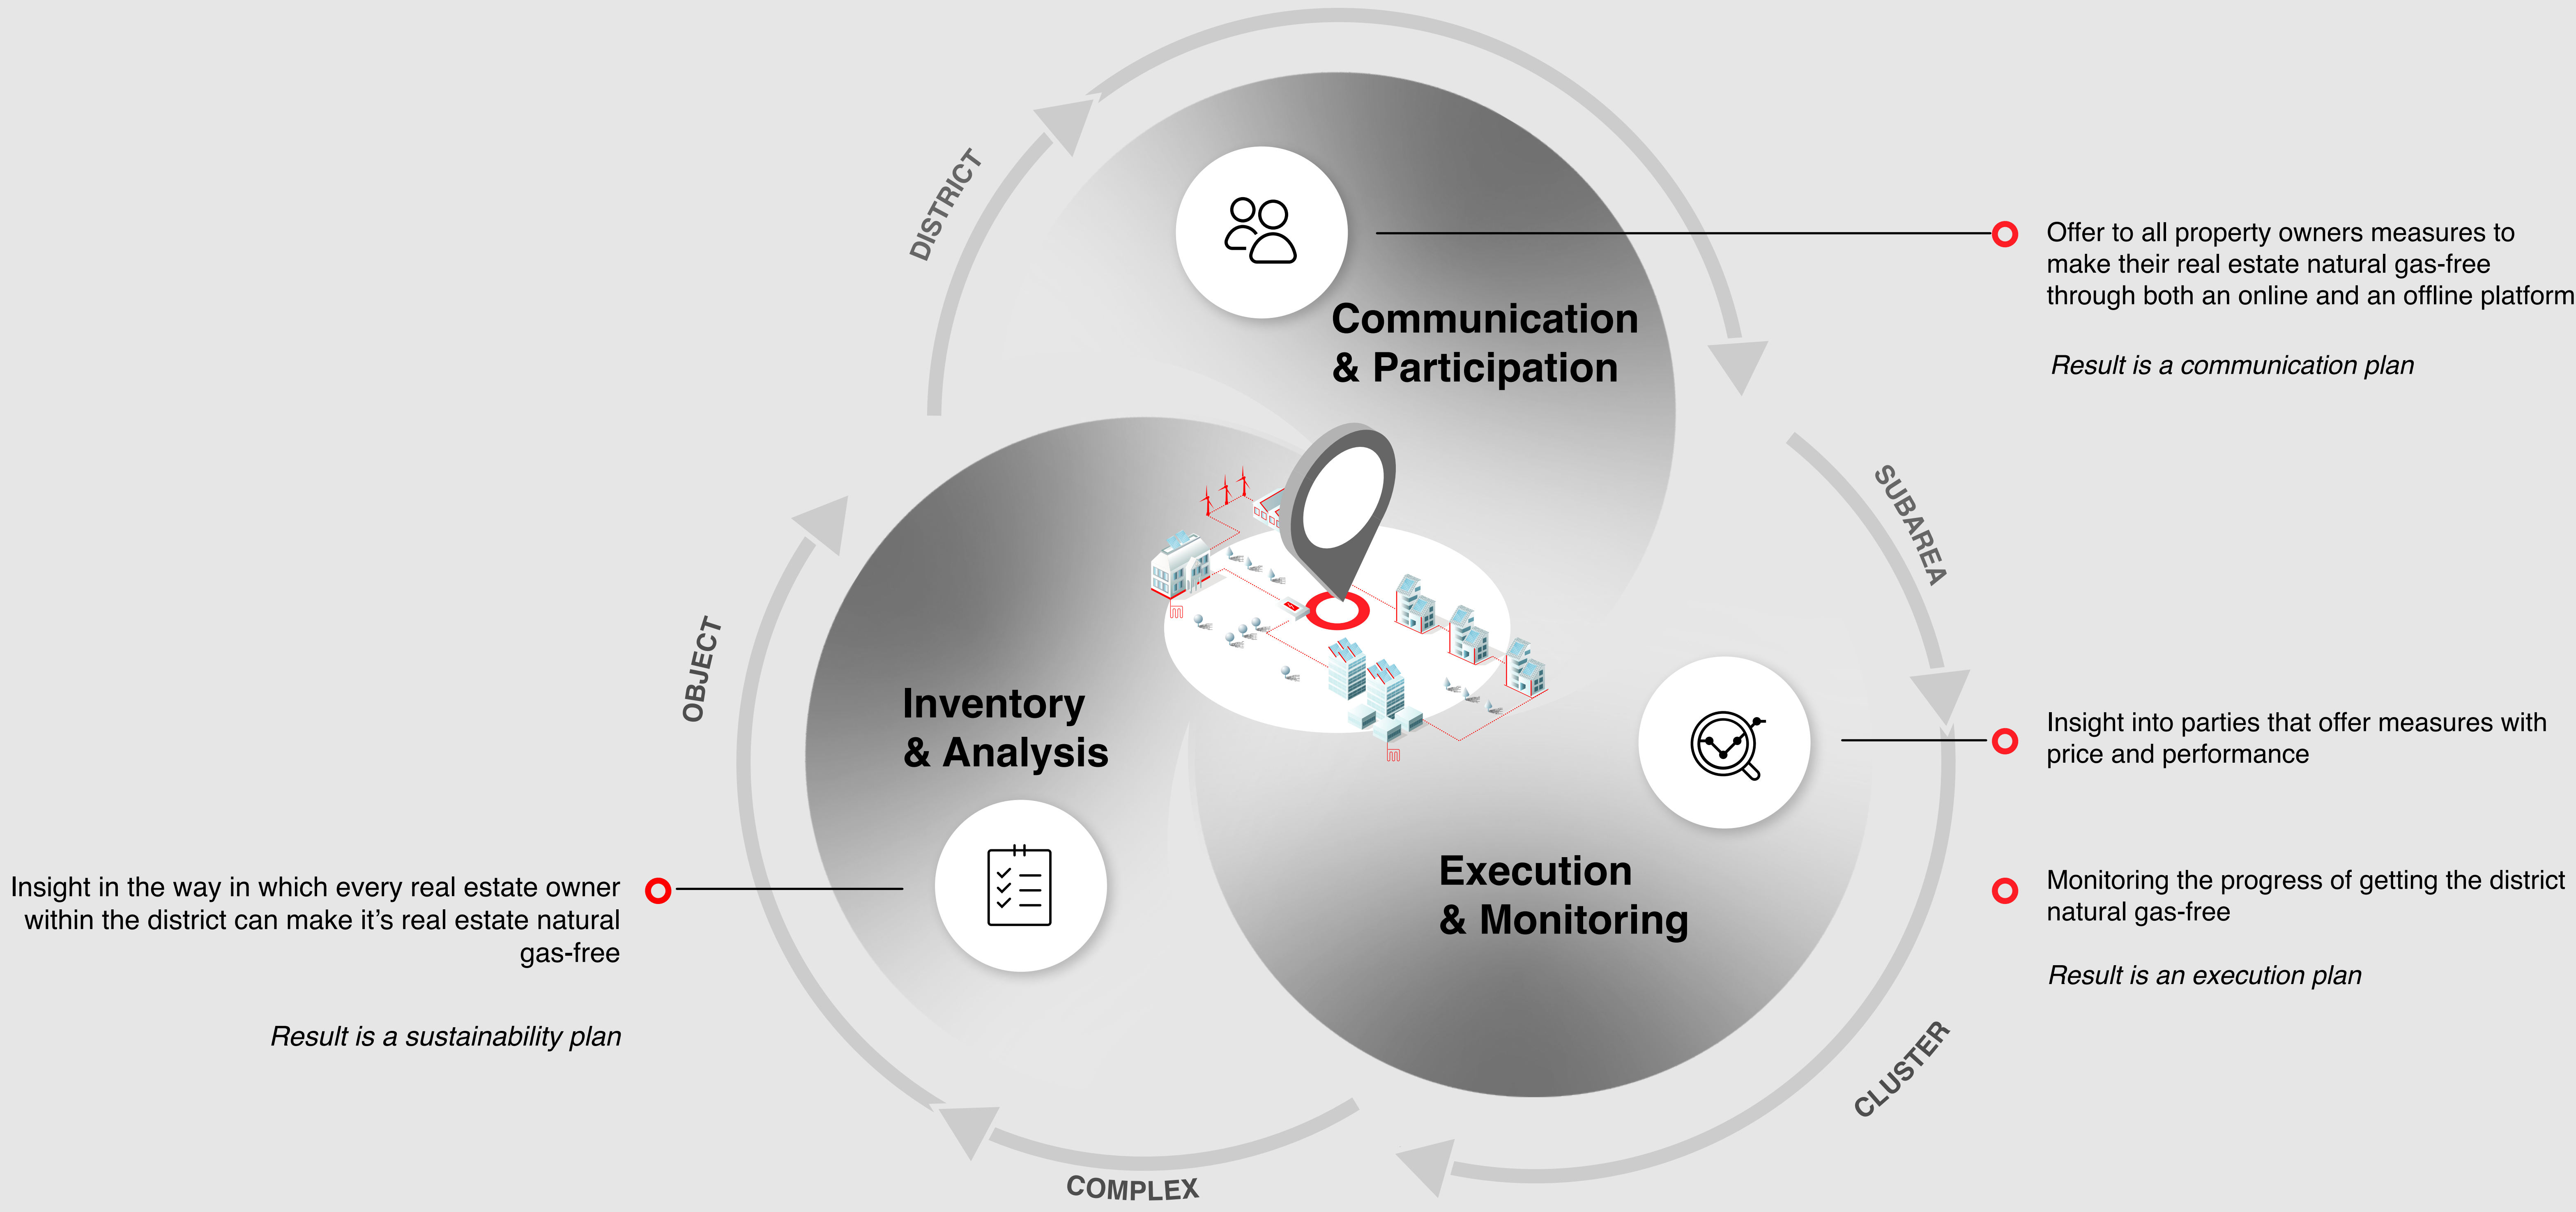 DISTRICT
Communication
& Participation
Offer to all property owners measures to
make their real estate natural gas-free
through both an online and an offline platform
Result is a communication plan
SUBAREA
OBJECT
Inventory
& Analysis
Insight in the way in which every real estate owner
within the district can make it’s real estate natural
gas-free
Result is a sustainability plan
Execution
& Monitoring
Insight into parties that offer measures with
price and performance
Monitoring the progress of getting the district
natural gas-free
Result is an execution plan
CLUSTER
COMPLEX